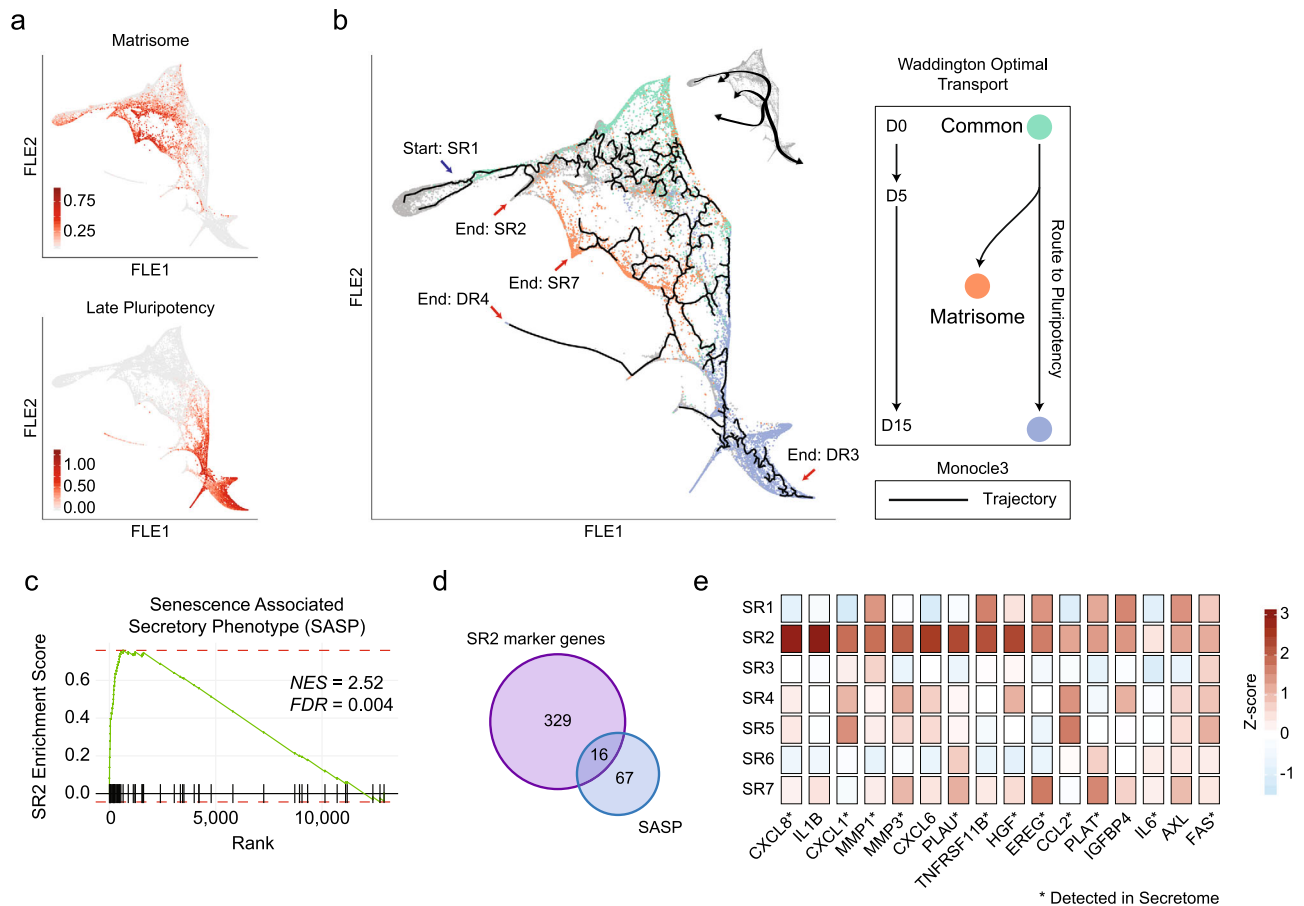 a
Matrisome
FLE2
0.75
0.25
FLE1
Late Pluripotency
FLE2
1.00
0.50
0.00
FLE1
b
Start: SR1
End: SR2
End: SR7
End: DR4
End: DR3
FLE2
FLE1
Waddington Optimal
Transport
D0
Common
D5
Matrisome
Route to Pluripotency
D15
Monocle3
Trajectory
c
Senescence Associated
Secretory Phenotype (SASP)
NES = 2.52
FDR = 0.004
SR2 Enrichment Score
0.6
0.4
0.2
0.0
0
5,000
10,000
Rank
d
SR2 marker genes
329
16
67
SASP
e
SR1
SR2
SR3
SR4
SR5
SR6
SR7
CXCL8*
IL1B
CXCL1*
MMP1*
MMP3*
CXCL6
PLAU*
TNFRSF11B*
HGF*
EREG*
CCL2*
PLAT*
IGFBP4
IL6*
AXL
FAS*
Z-score
3
2
1
0
-1
* Detected in Secretome